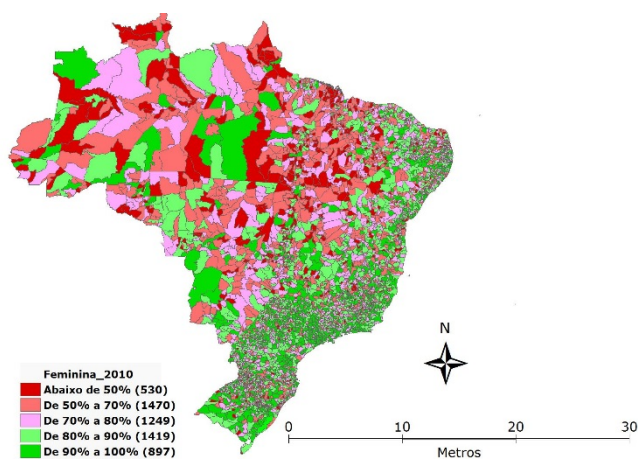 N
Feminina_2010
Abaixo de 50% (530)
De 50% a 70% (1470)
De 70% a 80% (1249)
De 80% a 90% (1419)
De 90% a 100% (897)
0 10 20 30
Metros